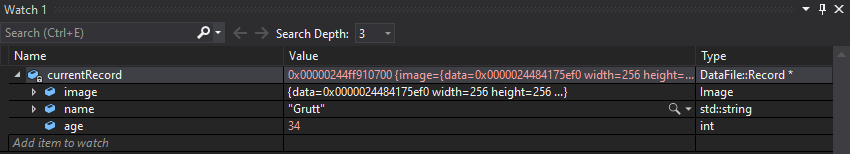 Watch 1
Search (Ctrl+E) Search Depth: 3
Name Value Type
currentRecord 0x00000244ff910700 {image={data=0x0000024484175ef0 width=256 height=... DataFile::Record *
image {data=0x0000024484175ef0 width=256 height=256 ...} Image
name "Grutt" std::string
age 34 int
Add item to watch